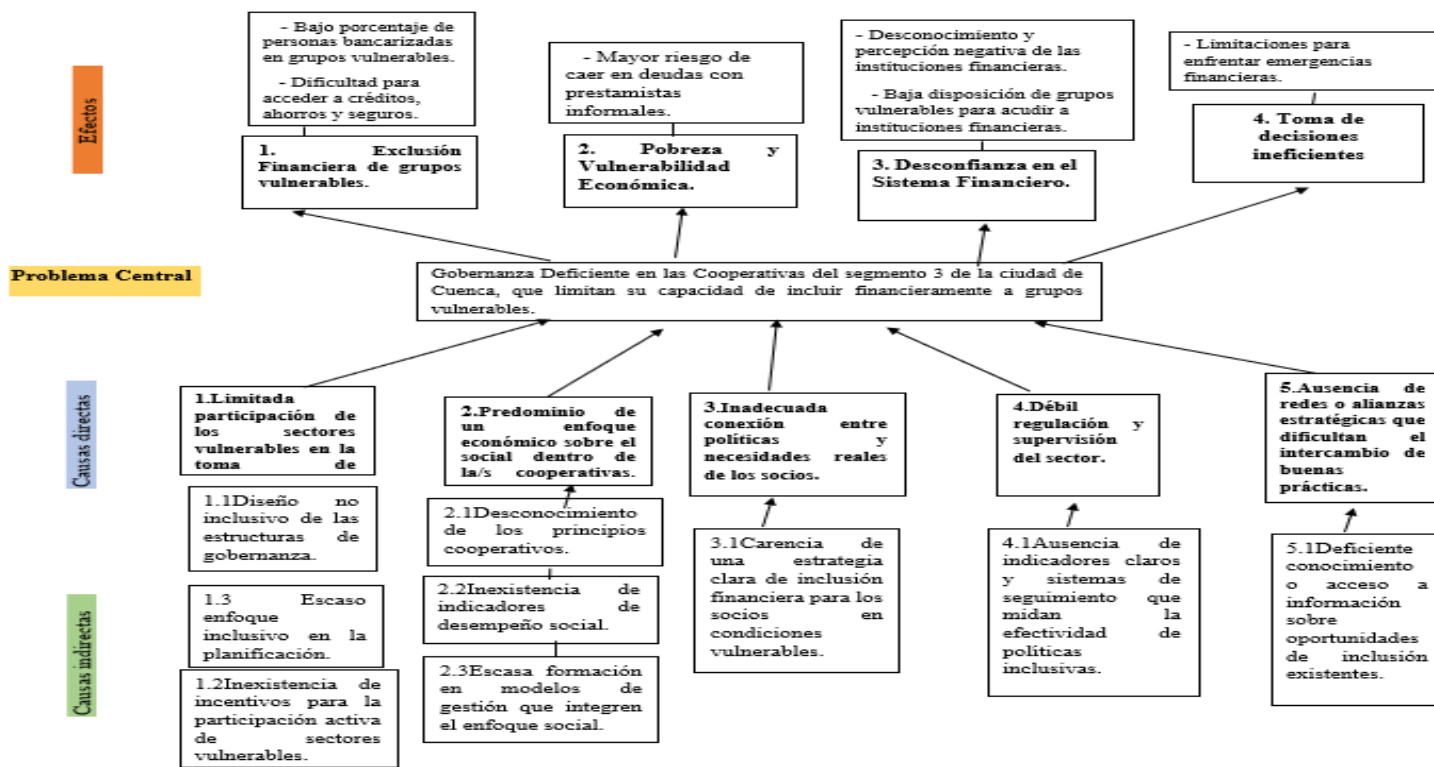 Efectos
- Bajo porcentaje de
personas bancarizadas
en grupos vulnerables.
- Dificultad para
acceder a créditos,
ahorros y seguros.
1. Exclusión
Financiera de grupos
vulnerables.
- Mayor riesgo de
caer en deudas con
prestamistas
informales.
2. Pobreza y
Vulnerabilidad
Económica.
- Desconocimiento y
percepción negativa de las
instituciones financieras.
- Baja disposición de grupos
vulnerables para acudir a
instituciones financieras.
3. Desconfianza en el
Sistema Financiero.
- Limitaciones para
enfrentar emergencias
financieras.
4. Toma de
decisiones
ineficientes
Problema Central
Gobernanza Deficiente en las Cooperativas del segmento 3 de la ciudad de
Cuenca, que limitan su capacidad de incluir financieramente a grupos
vulnerables.
Causas directas
1.Limitada
participación de
los sectores
vulnerables en la
toma de
2.Predominio de
un enfoque
económico sobre el
social dentro de
la/s cooperativas.
3.Inadecuada
conexión entre
políticas y
necesidades reales
de los socios.
4.Débil
regulación y
supervisión
del sector.
5.Ausencia de
redes o alianzas
estratégicas que
dificultan el
intercambio de
buenas
prácticas.
Causas indirectas
1.1Diseño no
inclusivo de las
estructuras de
gobernanza.
1.3 Escaso
enfoque
inclusivo en la
planificación.
1.2Inexistencia de
incentivos para la
participación activa
de sectores
vulnerables.
2.1Desconocimiento
de los principios
cooperativos.
2.2Inexistencia de
indicadores de
desempeño social.
2.3Escasa formación
en modelos de
gestión que integren
el enfoque social.
3.1Carencia de
una estrategia
clara de inclusión
financiera para los
socios en
condiciones
vulnerables.
4.1Ausencia de
indicadores claros
y sistemas de
seguimiento que
midan la
efectividad de
políticas
inclusivas.
5.1Deficiente
conocimiento
o acceso a
información
sobre
oportunidades
de inclusión
existentes.